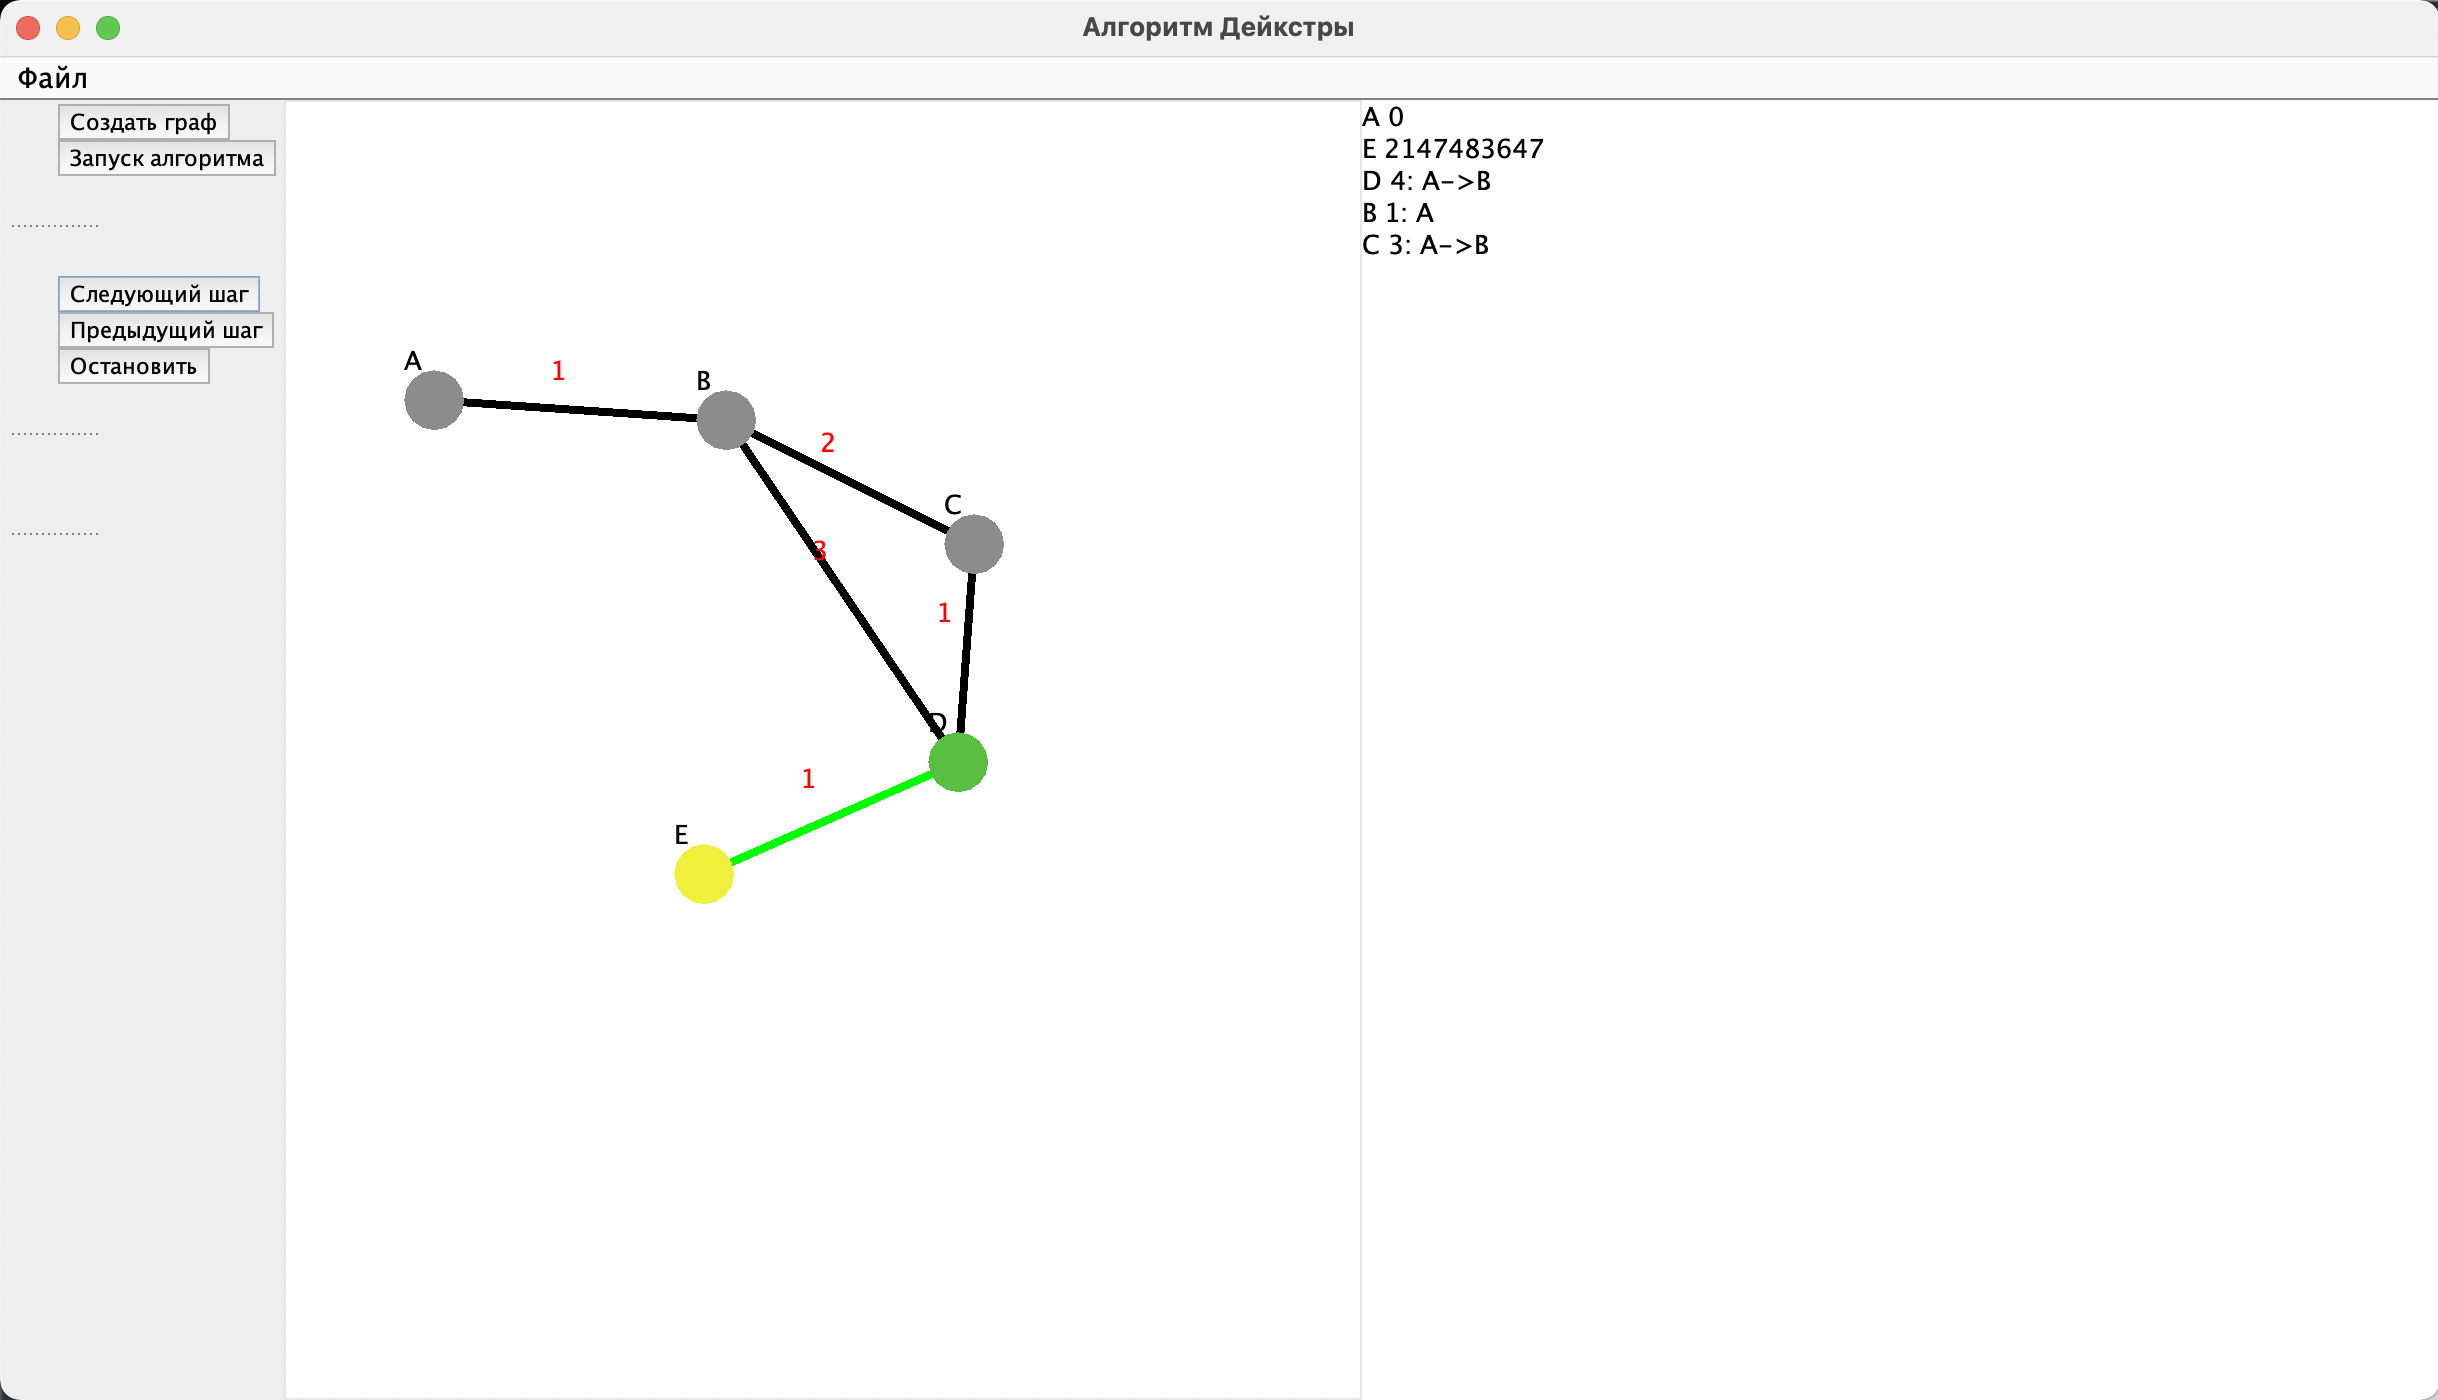 Алгоритм Дейкстры
Файл
Создать граф
Запуск алгоритма
Следующий шаг
Предыдущий шаг
Остановить
A
1
B
2
C
3
1
D
1
E
A 0
E 2147483647
D 4: A->B
B 1: A
C 3: A->B